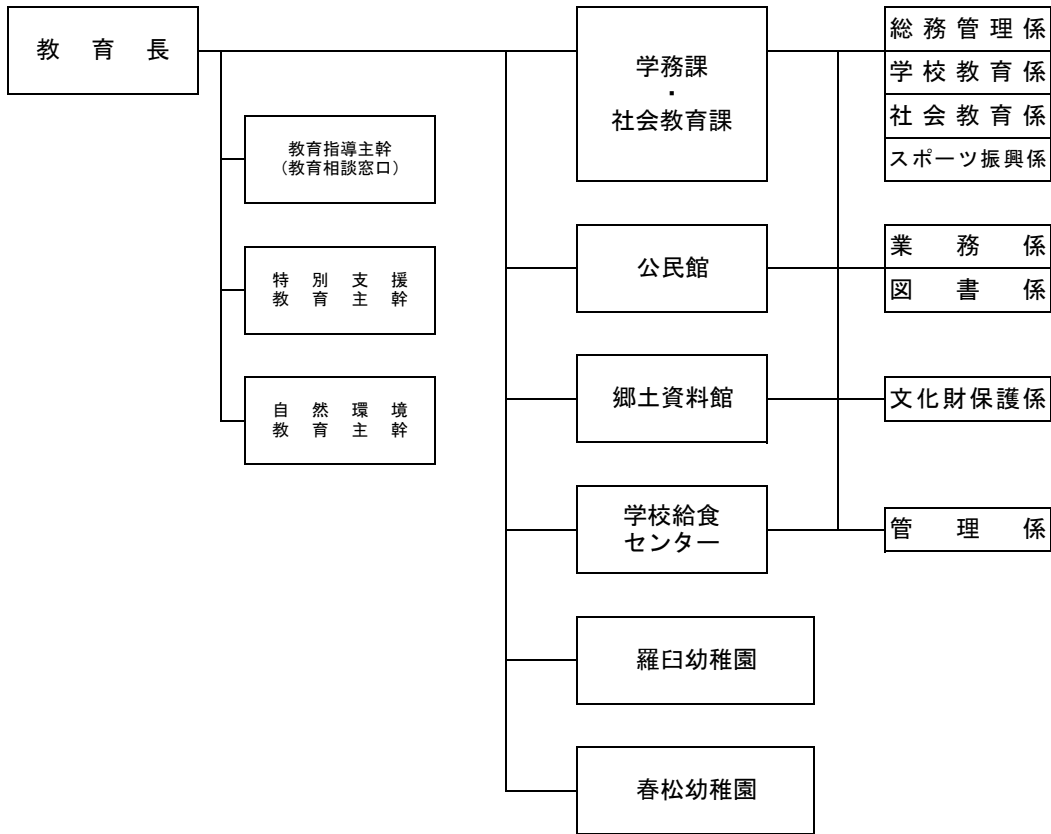 教育長
教育指導主幹
（教育相談窓口）
特別支援
教育主幹
自然環境
教育主幹
学務課
・
社会教育課
公民館
郷土資料館
学校給食
センター
羅臼幼稚園
春松幼稚園
総務管理係
学校教育係
社会教育係
スポーツ振興係
業務係
図書係
文化財保護係
管理係